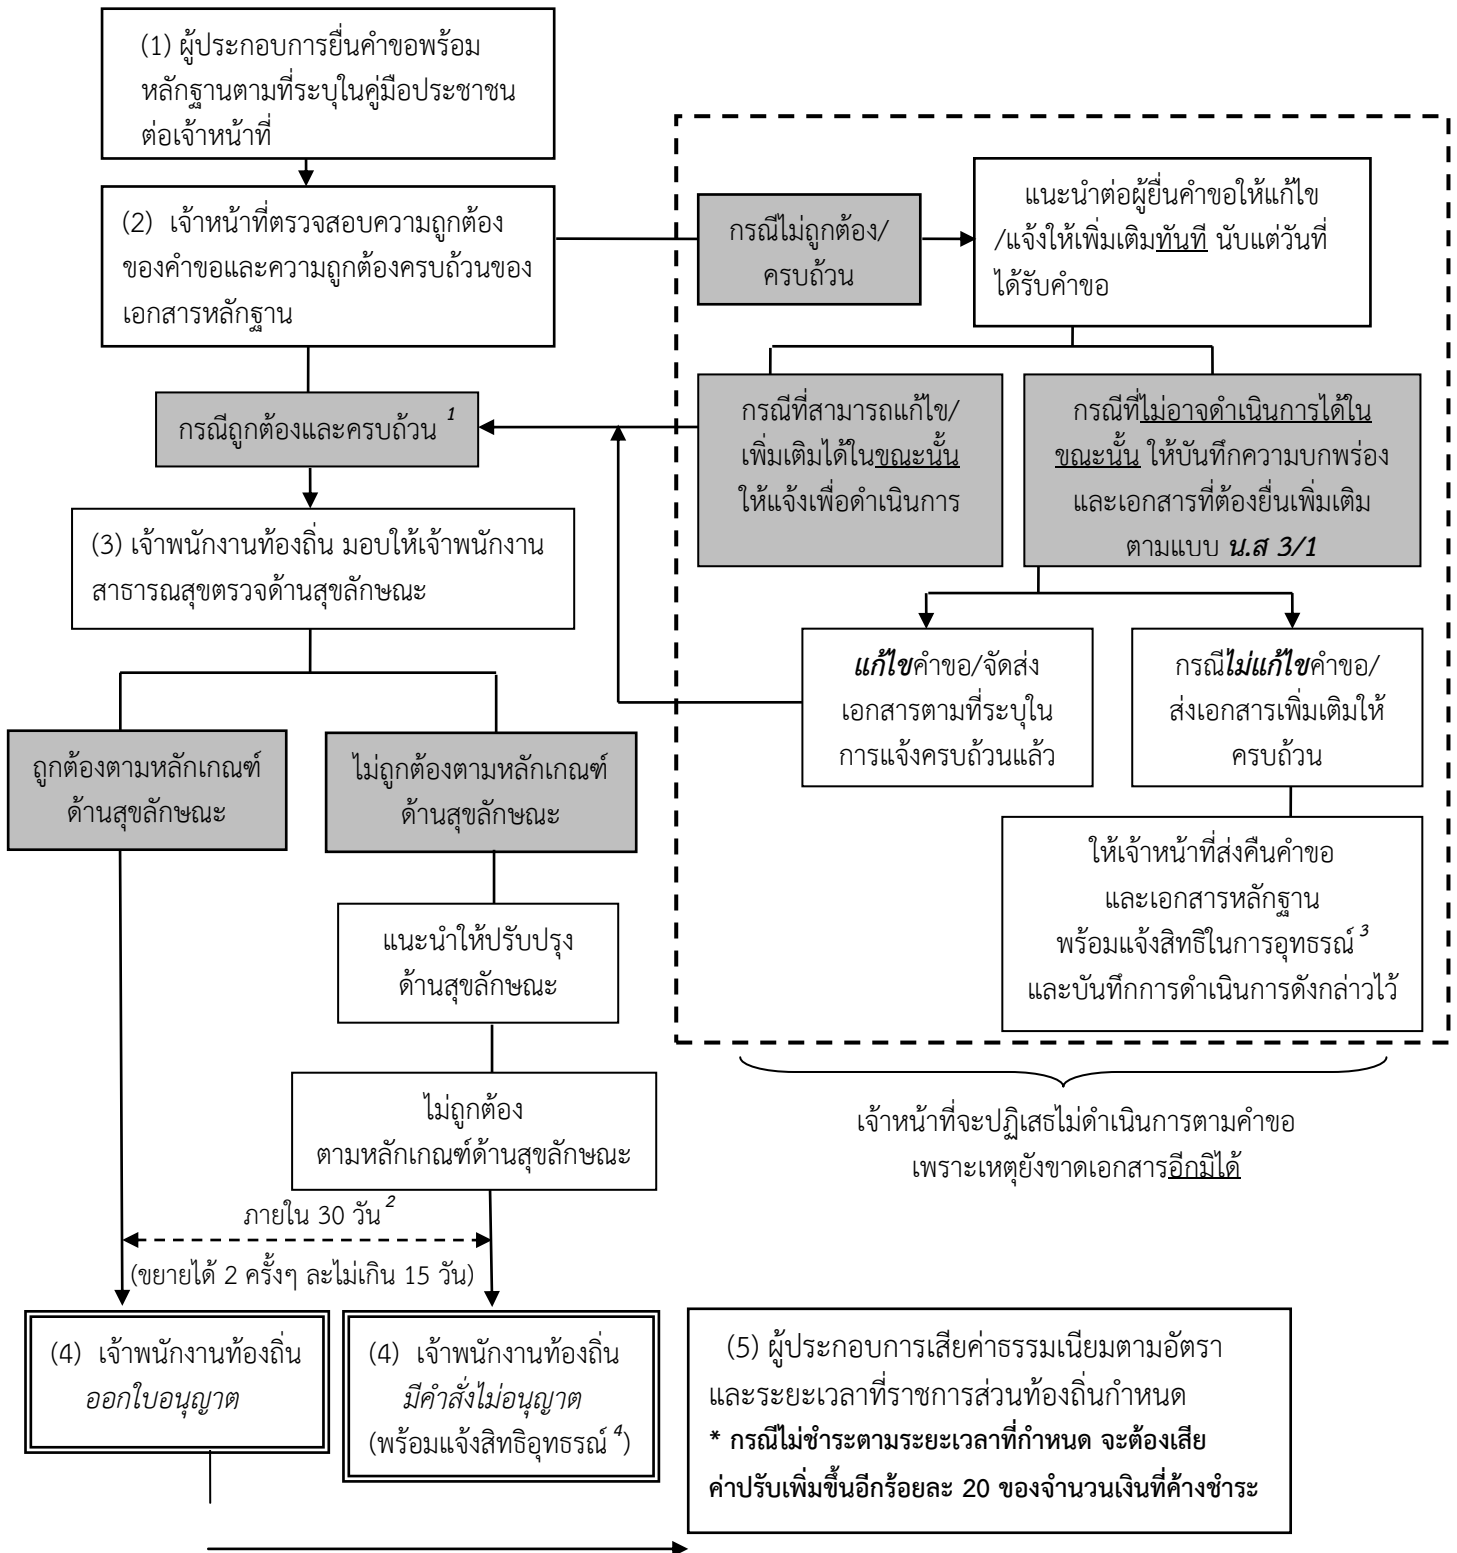 (1) ผู้ประกอบการยื่นคำขอพร้อม
หลักฐานตามที่ระบุในคู่มือประชาชน
ต่อเจ้าหน้าที่
(2) เจ้าหน้าที่ตรวจสอบความถูกต้อง
ของคำขอและความถูกต้องครบถ้วนของ
เอกสารหลักฐาน
กรณีไม่ถูกต้อง/
ครบถ้วน
แนะนำต่อผู้ยื่นคำขอให้แก้ไข
/แจ้งให้เพิ่มเติมทันที นับแต่วันที่
ได้รับคำขอ
กรณีถูกต้องและครบถ้วน 1
กรณีที่สามารถแก้ไข/
เพิ่มเติมได้ในขณะนั้น
ให้แจ้งเพื่อดำเนินการ
กรณีที่ไม่อาจดำเนินการได้ใน
ขณะนั้น ให้บันทึกความบกพร่อง
และเอกสารที่ต้องยื่นเพิ่มเติม
ตามแบบ น.ส 3/1
(3) เจ้าพนักงานท้องถิ่น มอบให้เจ้าพนักงาน
สาธารณสุขตรวจด้านสุขลักษณะ
แก้ไขคำขอ/จัดส่ง
เอกสารตามที่ระบุใน
การแจ้งครบถ้วนแล้ว
กรณีไม่แก้ไขคำขอ/
ส่งเอกสารเพิ่มเติมให้
ครบถ้วน
ถูกต้องตามหลักเกณฑ์
ด้านสุขลักษณะ
ไม่ถูกต้องตามหลักเกณฑ์
ด้านสุขลักษณะ
ให้เจ้าหน้าที่ส่งคืนคำขอ
และเอกสารหลักฐาน
พร้อมแจ้งสิทธิในการอุทธรณ์ 3
และบันทึกการดำเนินการดังกล่าวไว้
แนะนำให้ปรับปรุง
ด้านสุขลักษณะ
ไม่ถูกต้อง
ตามหลักเกณฑ์ด้านสุขลักษณะ
เจ้าหน้าที่จะปฏิเสธไม่ดำเนินการตามคำขอ
เพราะเหตุยังขาดเอกสารอีกมิได้
ภายใน 30 วัน 2
(ขยายได้ 2 ครั้งๆ ละไม่เกิน 15 วัน)
(4) เจ้าพนักงานท้องถิ่น
ออกใบอนุญาต
(4) เจ้าพนักงานท้องถิ่น
มีคำสั่งไม่อนุญาต
(พร้อมแจ้งสิทธิอุทธรณ์ 4)
(5) ผู้ประกอบการเสียค่าธรรมเนียมตามอัตรา
และระยะเวลาที่ราชการส่วนท้องถิ่นกำหนด
* กรณีไม่ชำระตามระยะเวลาที่กำหนด จะต้องเสีย
ค่าปรับเพิ่มขึ้นอีกร้อยละ 20 ของจำนวนเงินที่ค้างชำระ